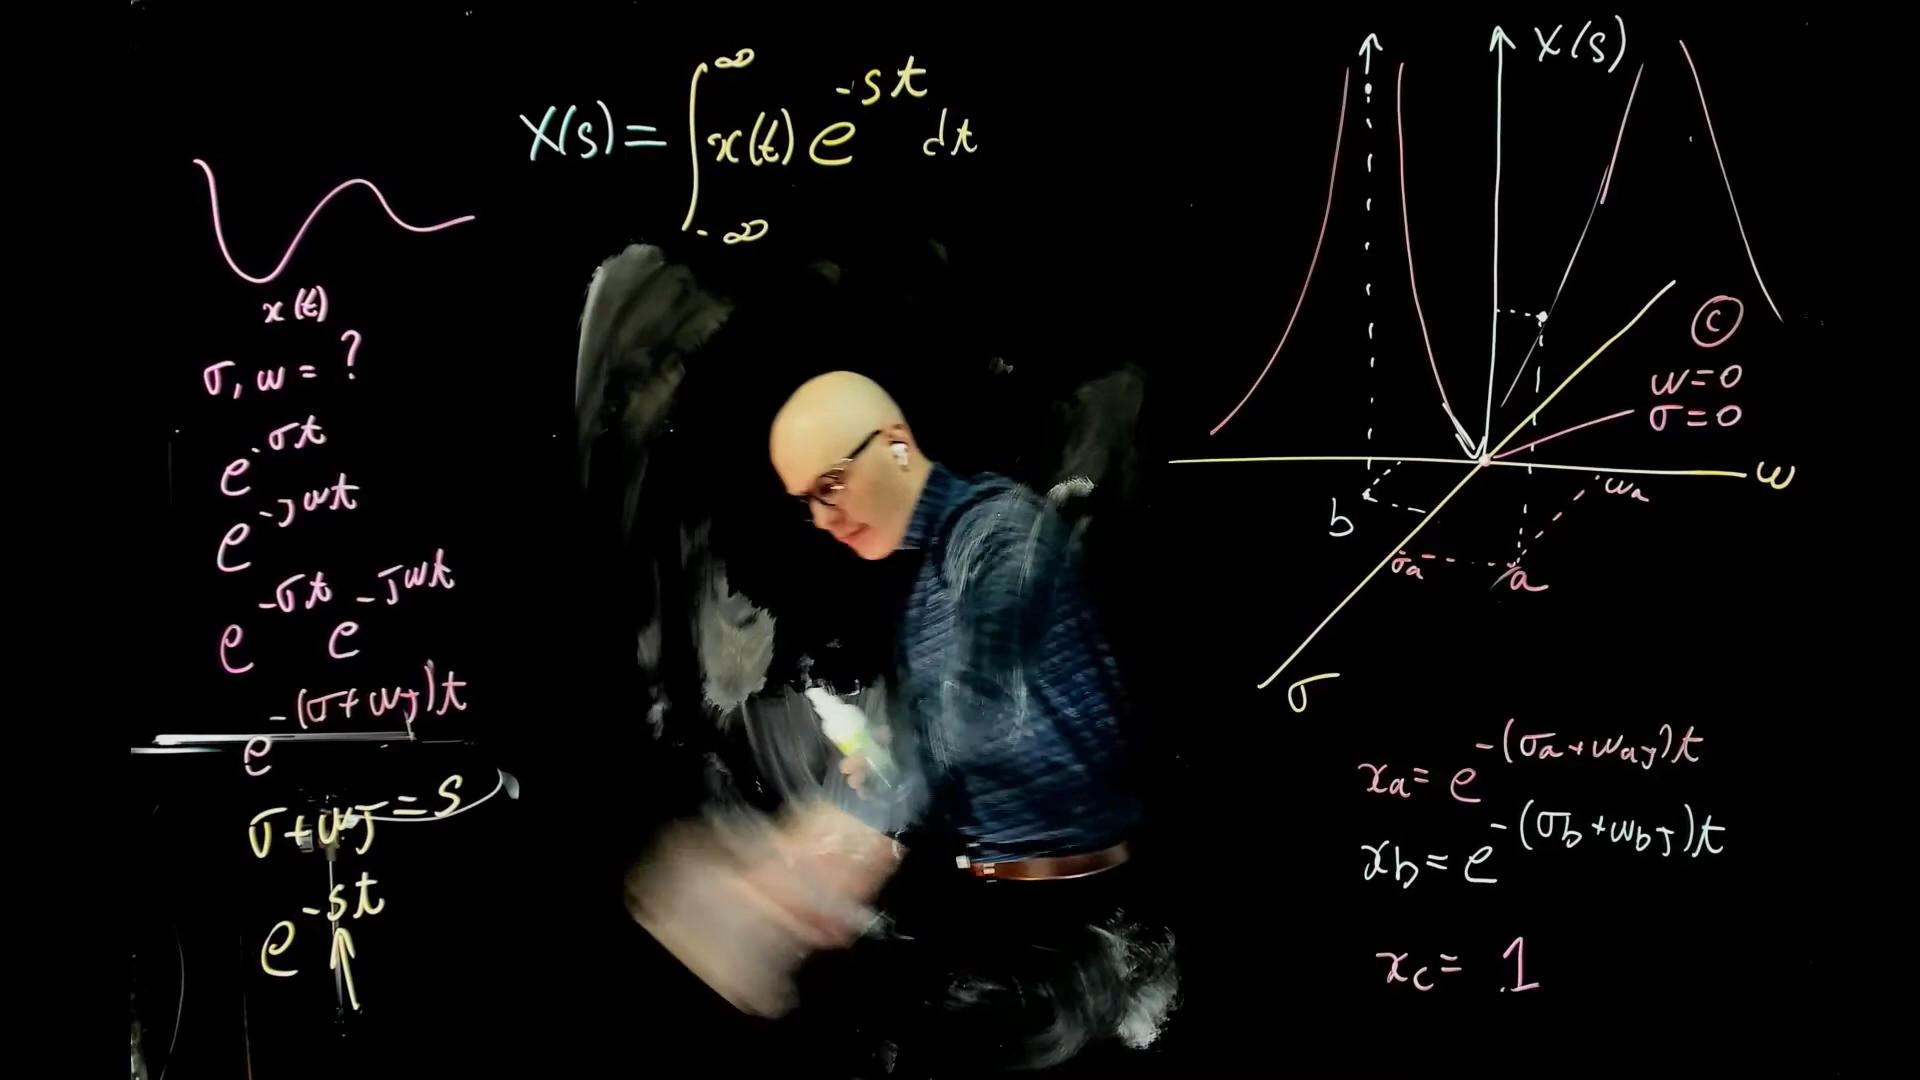 X(s) = ∫_{-∞}^{∞} x(t) e^{-st} dt
x(t)
σ, ω = ?
e^{σt}
e^{-jωt}
e^{-σt} e^{-jωt}
e^{-(σ+ωj)t}
σ+ωj = s
e^{-st}
X(s)
c
ω=0
σ=0
ω
ωa
b
σa
a
σ
xa = e^{-(σa+ωaj)t}
xb = e^{-(σb+ωbj)t}
xc = 1